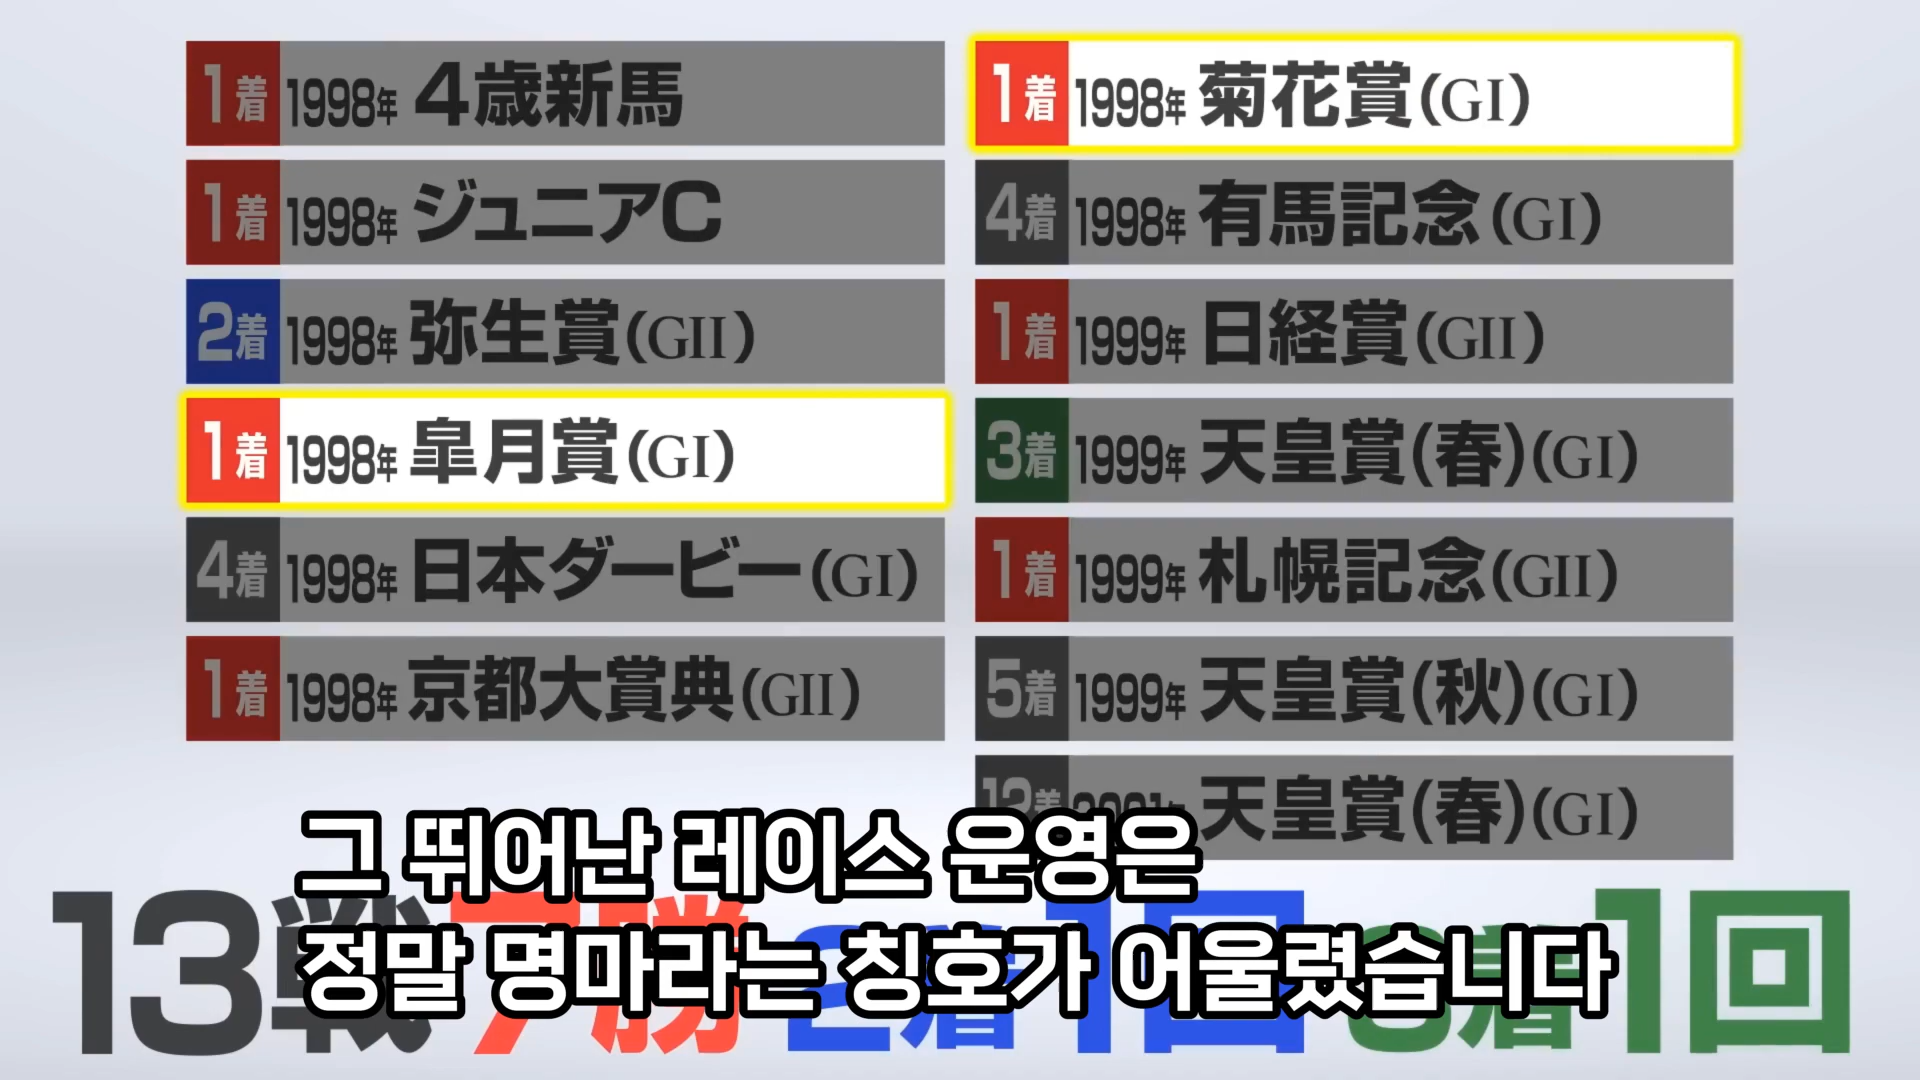 1着 1998年 4歳新馬
1着 1998年 ジュニアC
2着 1998年 弥生賞(GII)
1着 1998年 皐月賞(GI)
4着 1998年 日本ダービー(GI)
1着 1998年 京都大賞典(GII)
1着 1998年 菊花賞(GI)
4着 1998年 有馬記念(GI)
1着 1999年 日経賞(GII)
3着 1999年 天皇賞(春)(GI)
1着 1999年 札幌記念(GII)
5着 1999年 天皇賞(秋)(GI)
12着 2001年 天皇賞(春)(GI)
그 뛰어난 레이스 운영은
정말 명마라는 칭호가 어울렸습니다
13戦 7勝 2着1回 3着1回